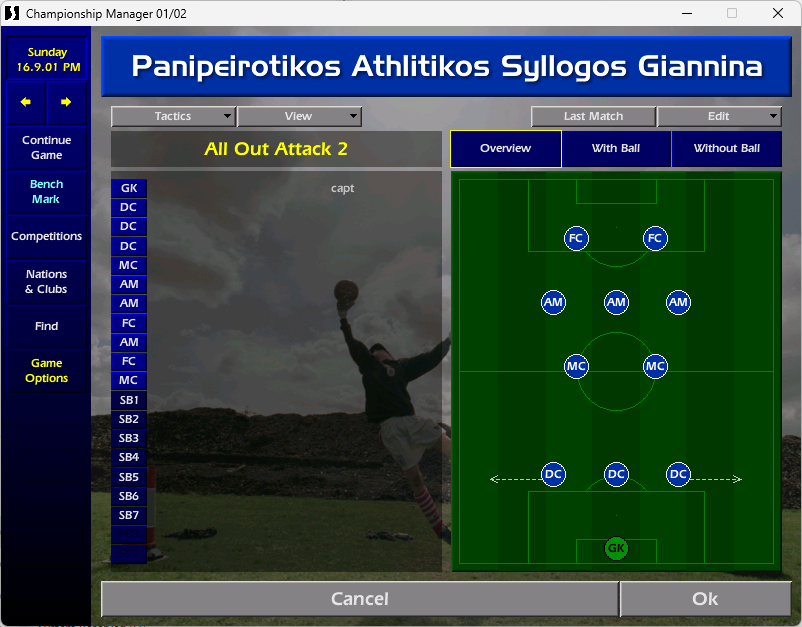 Championship Manager 01/02
Sunday
16.9.01 PM
Panipeirotikos Athlitikos Syllogos Giannina
Continue
Game
Bench
Mark
Competitions
Nations
& Clubs
Find
Game
Options
Tactics
View
Last Match
Edit
All Out Attack 2
Overview
With Ball
Without Ball
GK
capt
DC
DC
DC
MC
AM
AM
FC
AM
FC
MC
SB1
SB2
SB3
SB4
SB5
SB6
SB7
FC FC
AM AM AM
MC MC
DC DC DC
GK
Cancel
Ok